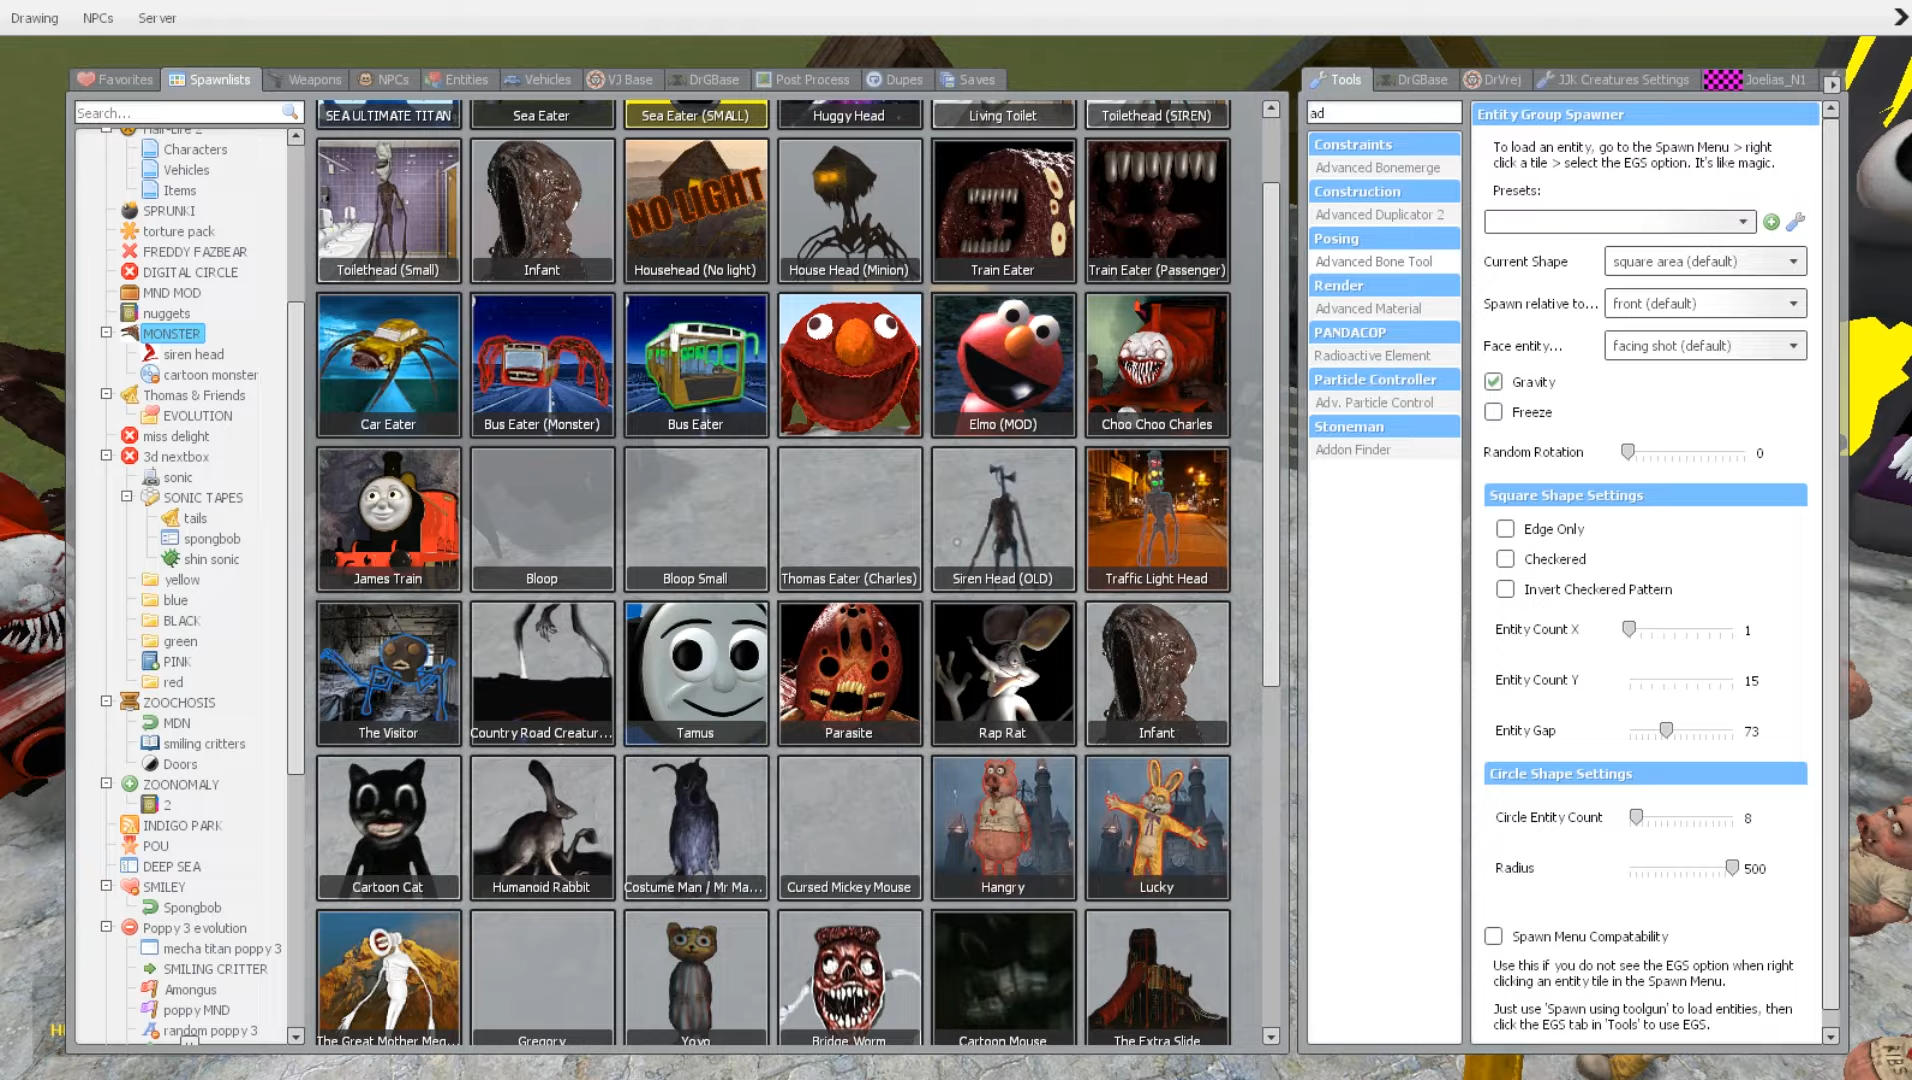 Drawing NPCs Server
Favorites Spawnlists Weapons NPCs Entities Vehicles VJ Base DrGBase Post Process Dupes Saves
Search...
Half-Life 2
Characters
Vehicles
Items
SPRUNKI
torture pack
FREDDY FAZBEAR
DIGITAL CIRCLE
MND MOD
nuggets
MONSTER
siren head
cartoon monster
Thomas & Friends
EVOLUTION
miss delight
3d nextbox
sonic
SONIC TAPES
tails
spongbob
shin sonic
yellow
blue
BLACK
green
PINK
red
ZOOCHOSIS
MDN
smiling critters
Doors
ZOONOMALY
2
INDIGO PARK
POU
DEEP SEA
SMILEY
Spongbob
Poppy 3 evolution
mecha titan poppy 3
SMILING CRITTER
Amongus
poppy MND
random poppy 3
SEA ULTIMATE TITAN Sea Eater Sea Eater (SMALL) Huggy Head Living Toilet Toilethead (SIREN)
NO LIGHT
Toilethead (Small) Infant Househead (No light) House Head (Minion) Train Eater Train Eater (Passenger)
Car Eater Bus Eater (Monster) Bus Eater Elmo (MOD) Choo Choo Charles
James Train Bloop Bloop Small Thomas Eater (Charles) Siren Head (OLD) Traffic Light Head
The Visitor Country Road Creatur... Tamus Parasite Rap Rat Infant
Cartoon Cat Humanoid Rabbit Costume Man / Mr Ma... Cursed Mickey Mouse Hangry Lucky
The Great Mother Meg... Gregory Yoyo Bridge Worm Cartoon Mouse The Extra Slide
Tools DrGBase DrVrej JJK Creatures Settings Joelias_N1
ad
Constraints
Advanced Bonemerge
Construction
Advanced Duplicator 2
Posing
Advanced Bone Tool
Render
Advanced Material
PANDACOP
Radioactive Element
Particle Controller
Adv. Particle Control
Stoneman
Addon Finder
Entity Group Spawner
To load an entity, go to the Spawn Menu > right
click a tile > select the EGS option. It's like magic.
Presets:
Current Shape square area (default)
Spawn relative to... front (default)
Face entity... facing shot (default)
Gravity
Freeze
Random Rotation 0
Square Shape Settings
Edge Only
Checkered
Invert Checkered Pattern
Entity Count X 1
Entity Count Y 15
Entity Gap 73
Circle Shape Settings
Circle Entity Count 8
Radius 500
Spawn Menu Compatability
Use this if you do not see the EGS option when right
clicking an entity tile in the Spawn Menu.
Just use 'Spawn using toolgun' to load entities, then
click the EGS tab in 'Tools' to use EGS.